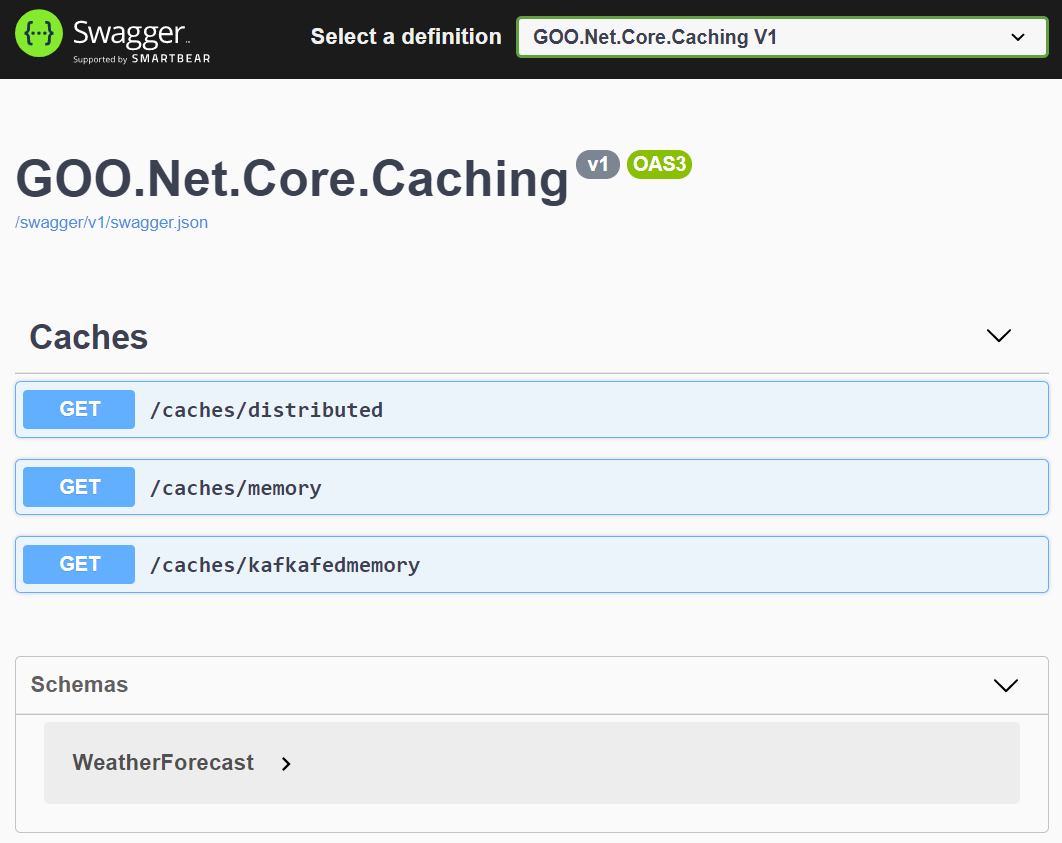 Swagger
Supported by SMARTBEAR
Select a definition
GOO.Net.Core.Caching V1
GOO.Net.Core.Caching v1 OAS3
/swagger/v1/swagger.json
Caches
GET /caches/distributed
GET /caches/memory
GET /caches/kafkafedmemory
Schemas
WeatherForecast